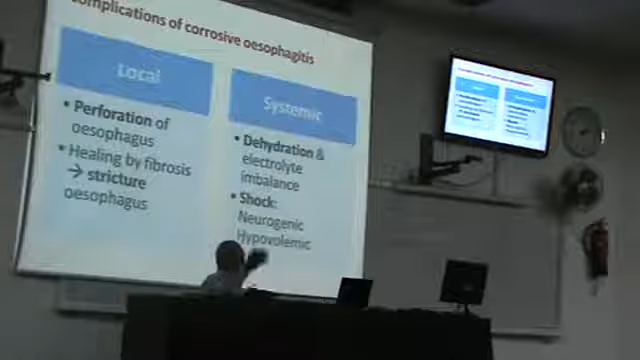 complications of corrosive oesophagitis
Local
• Perforation of
oesophagus
• Healing by fibrosis
→ stricture
oesophagus
Systemic
• Dehydration &
electrolyte
imbalance
• Shock:
Neurogenic
Hypovolemic